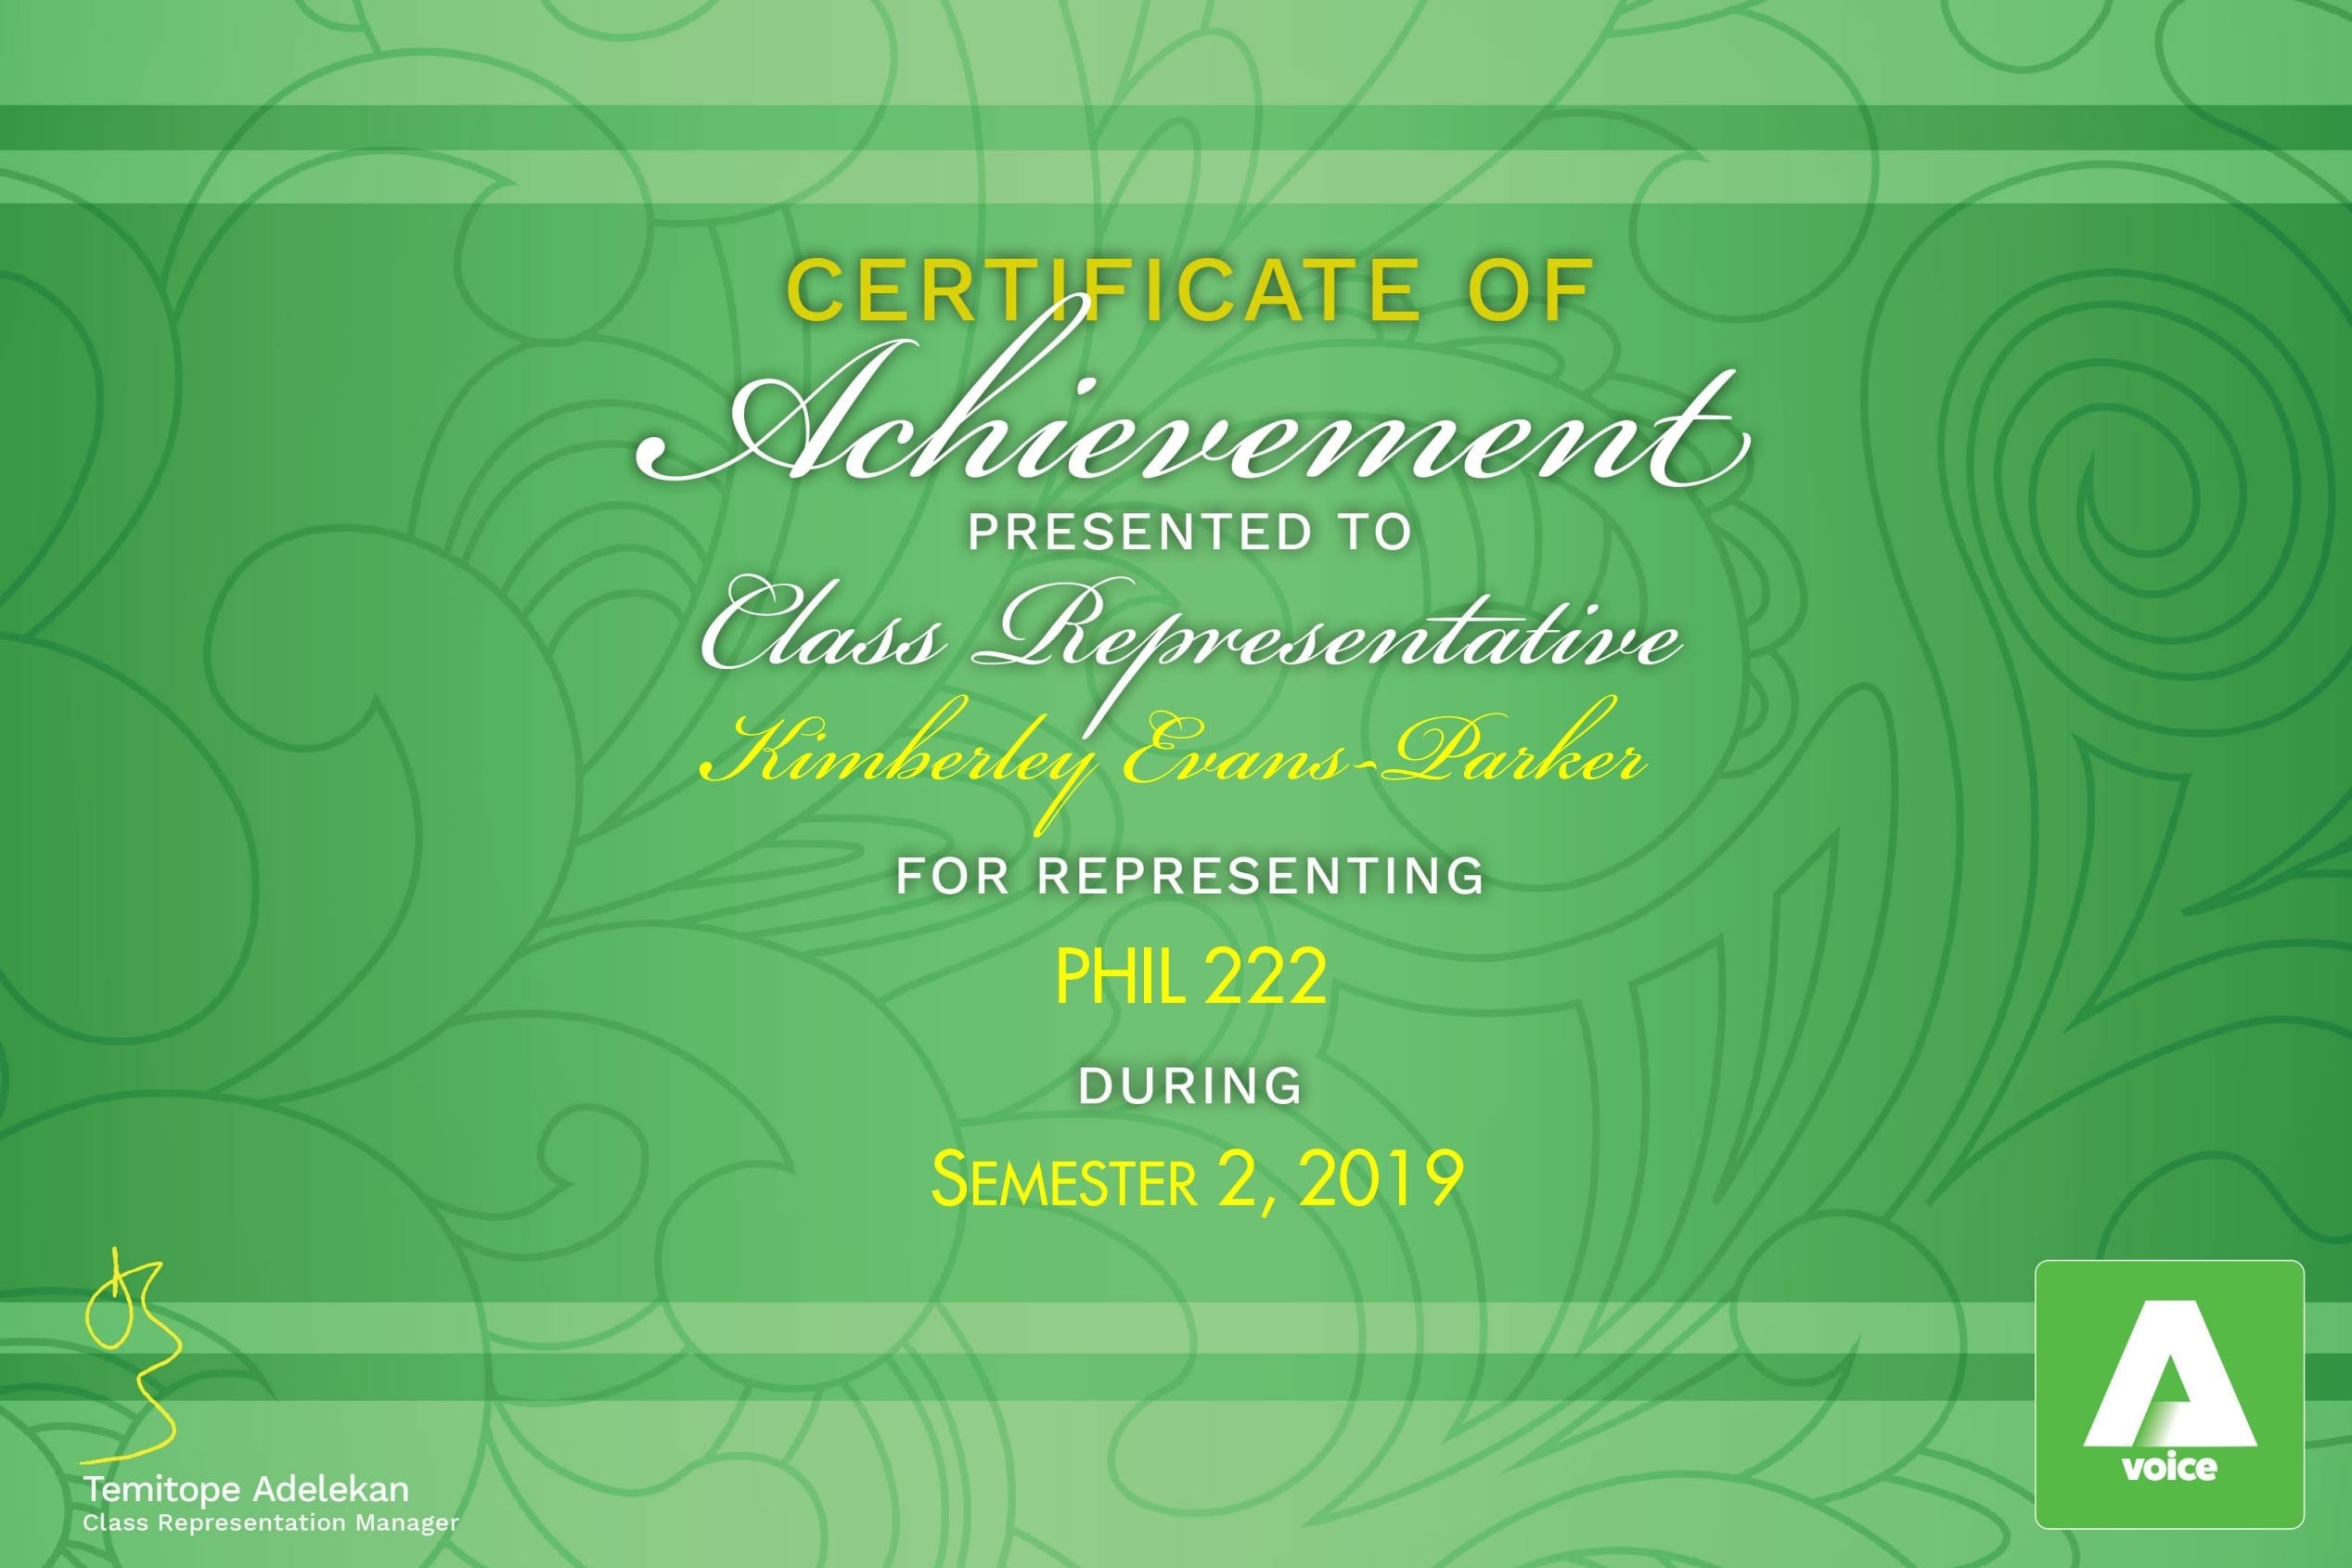 CERTIFICATE OF
Achievement
PRESENTED TO
Class Representative
Kimberley Evans-Parker
FOR REPRESENTING
PHIL 222
DURING
SEMESTER 2, 2019
Temitope Adelekan
Class Representation Manager
A
voice